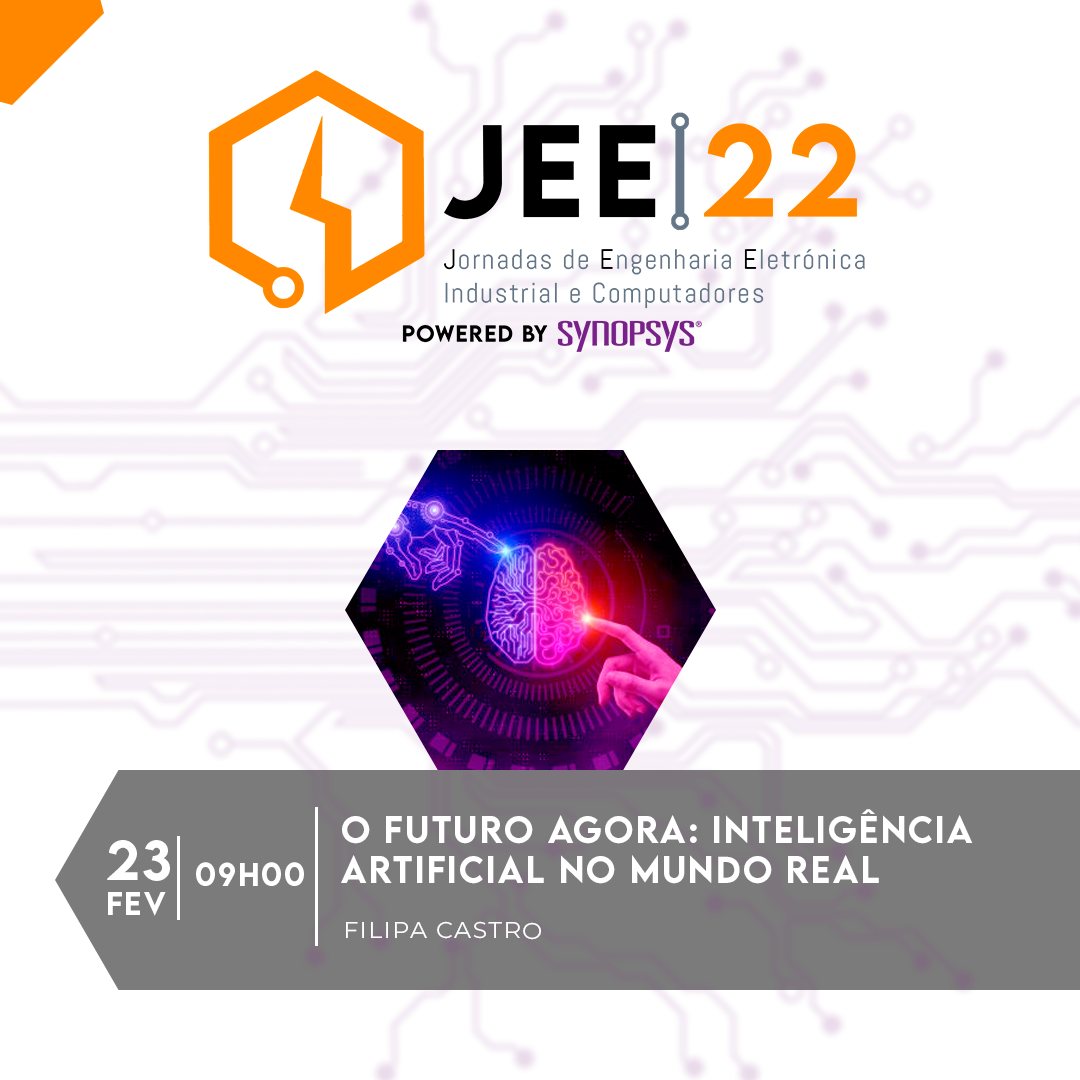 JEE 22
Jornadas de Engenharia Eletrónica
Industrial e Computadores
POWERED BY SYNOPSYS®
23
FEV
09H00
O FUTURO AGORA: INTELIGÊNCIA
ARTIFICIAL NO MUNDO REAL
FILIPA CASTRO